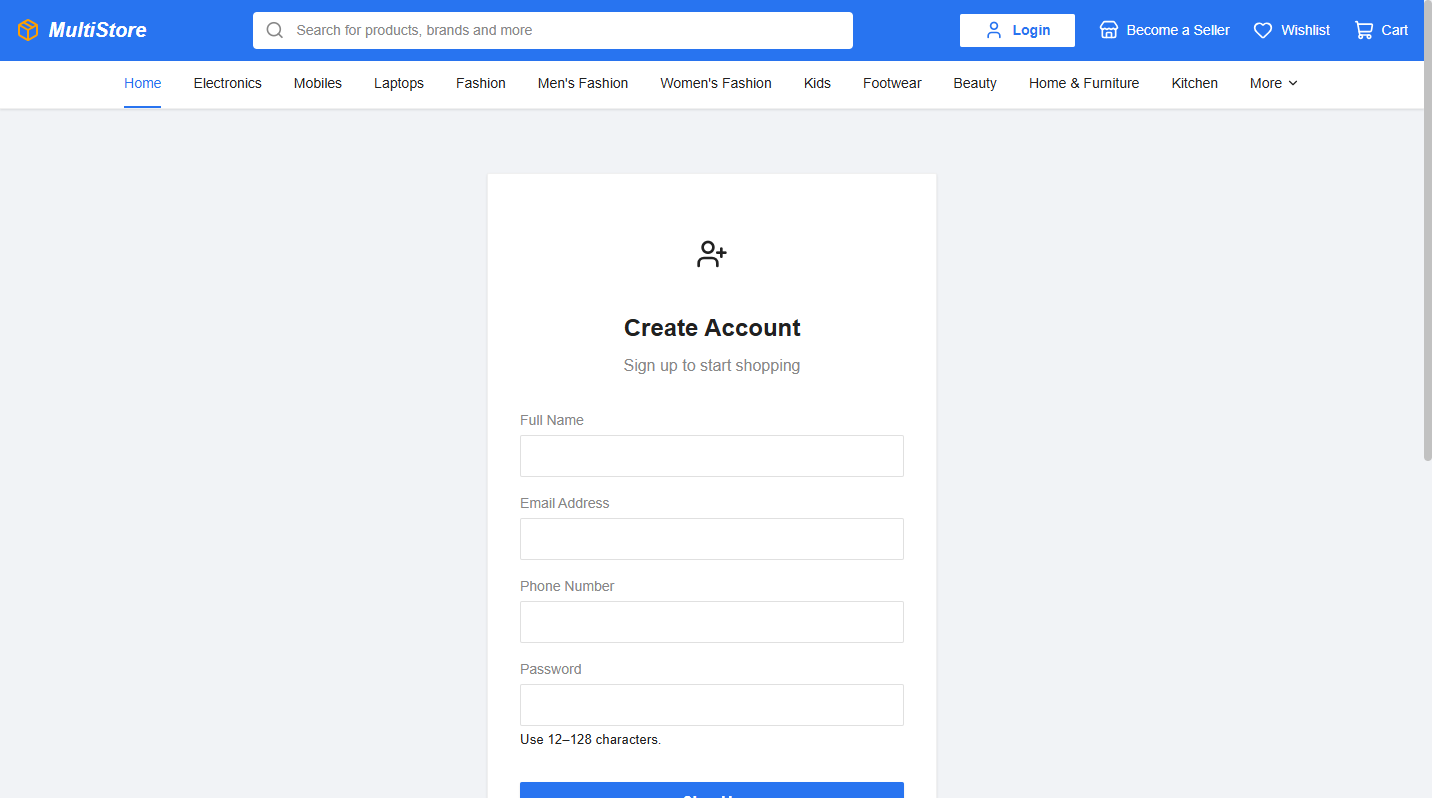 MultiStore
Search for products, brands and more
Login
Become a Seller
Wishlist
Cart
Home
Electronics
Mobiles
Laptops
Fashion
Men's Fashion
Women's Fashion
Kids
Footwear
Beauty
Home & Furniture
Kitchen
More
Create Account
Sign up to start shopping
Full Name
Email Address
Phone Number
Password
Use 12–128 characters.